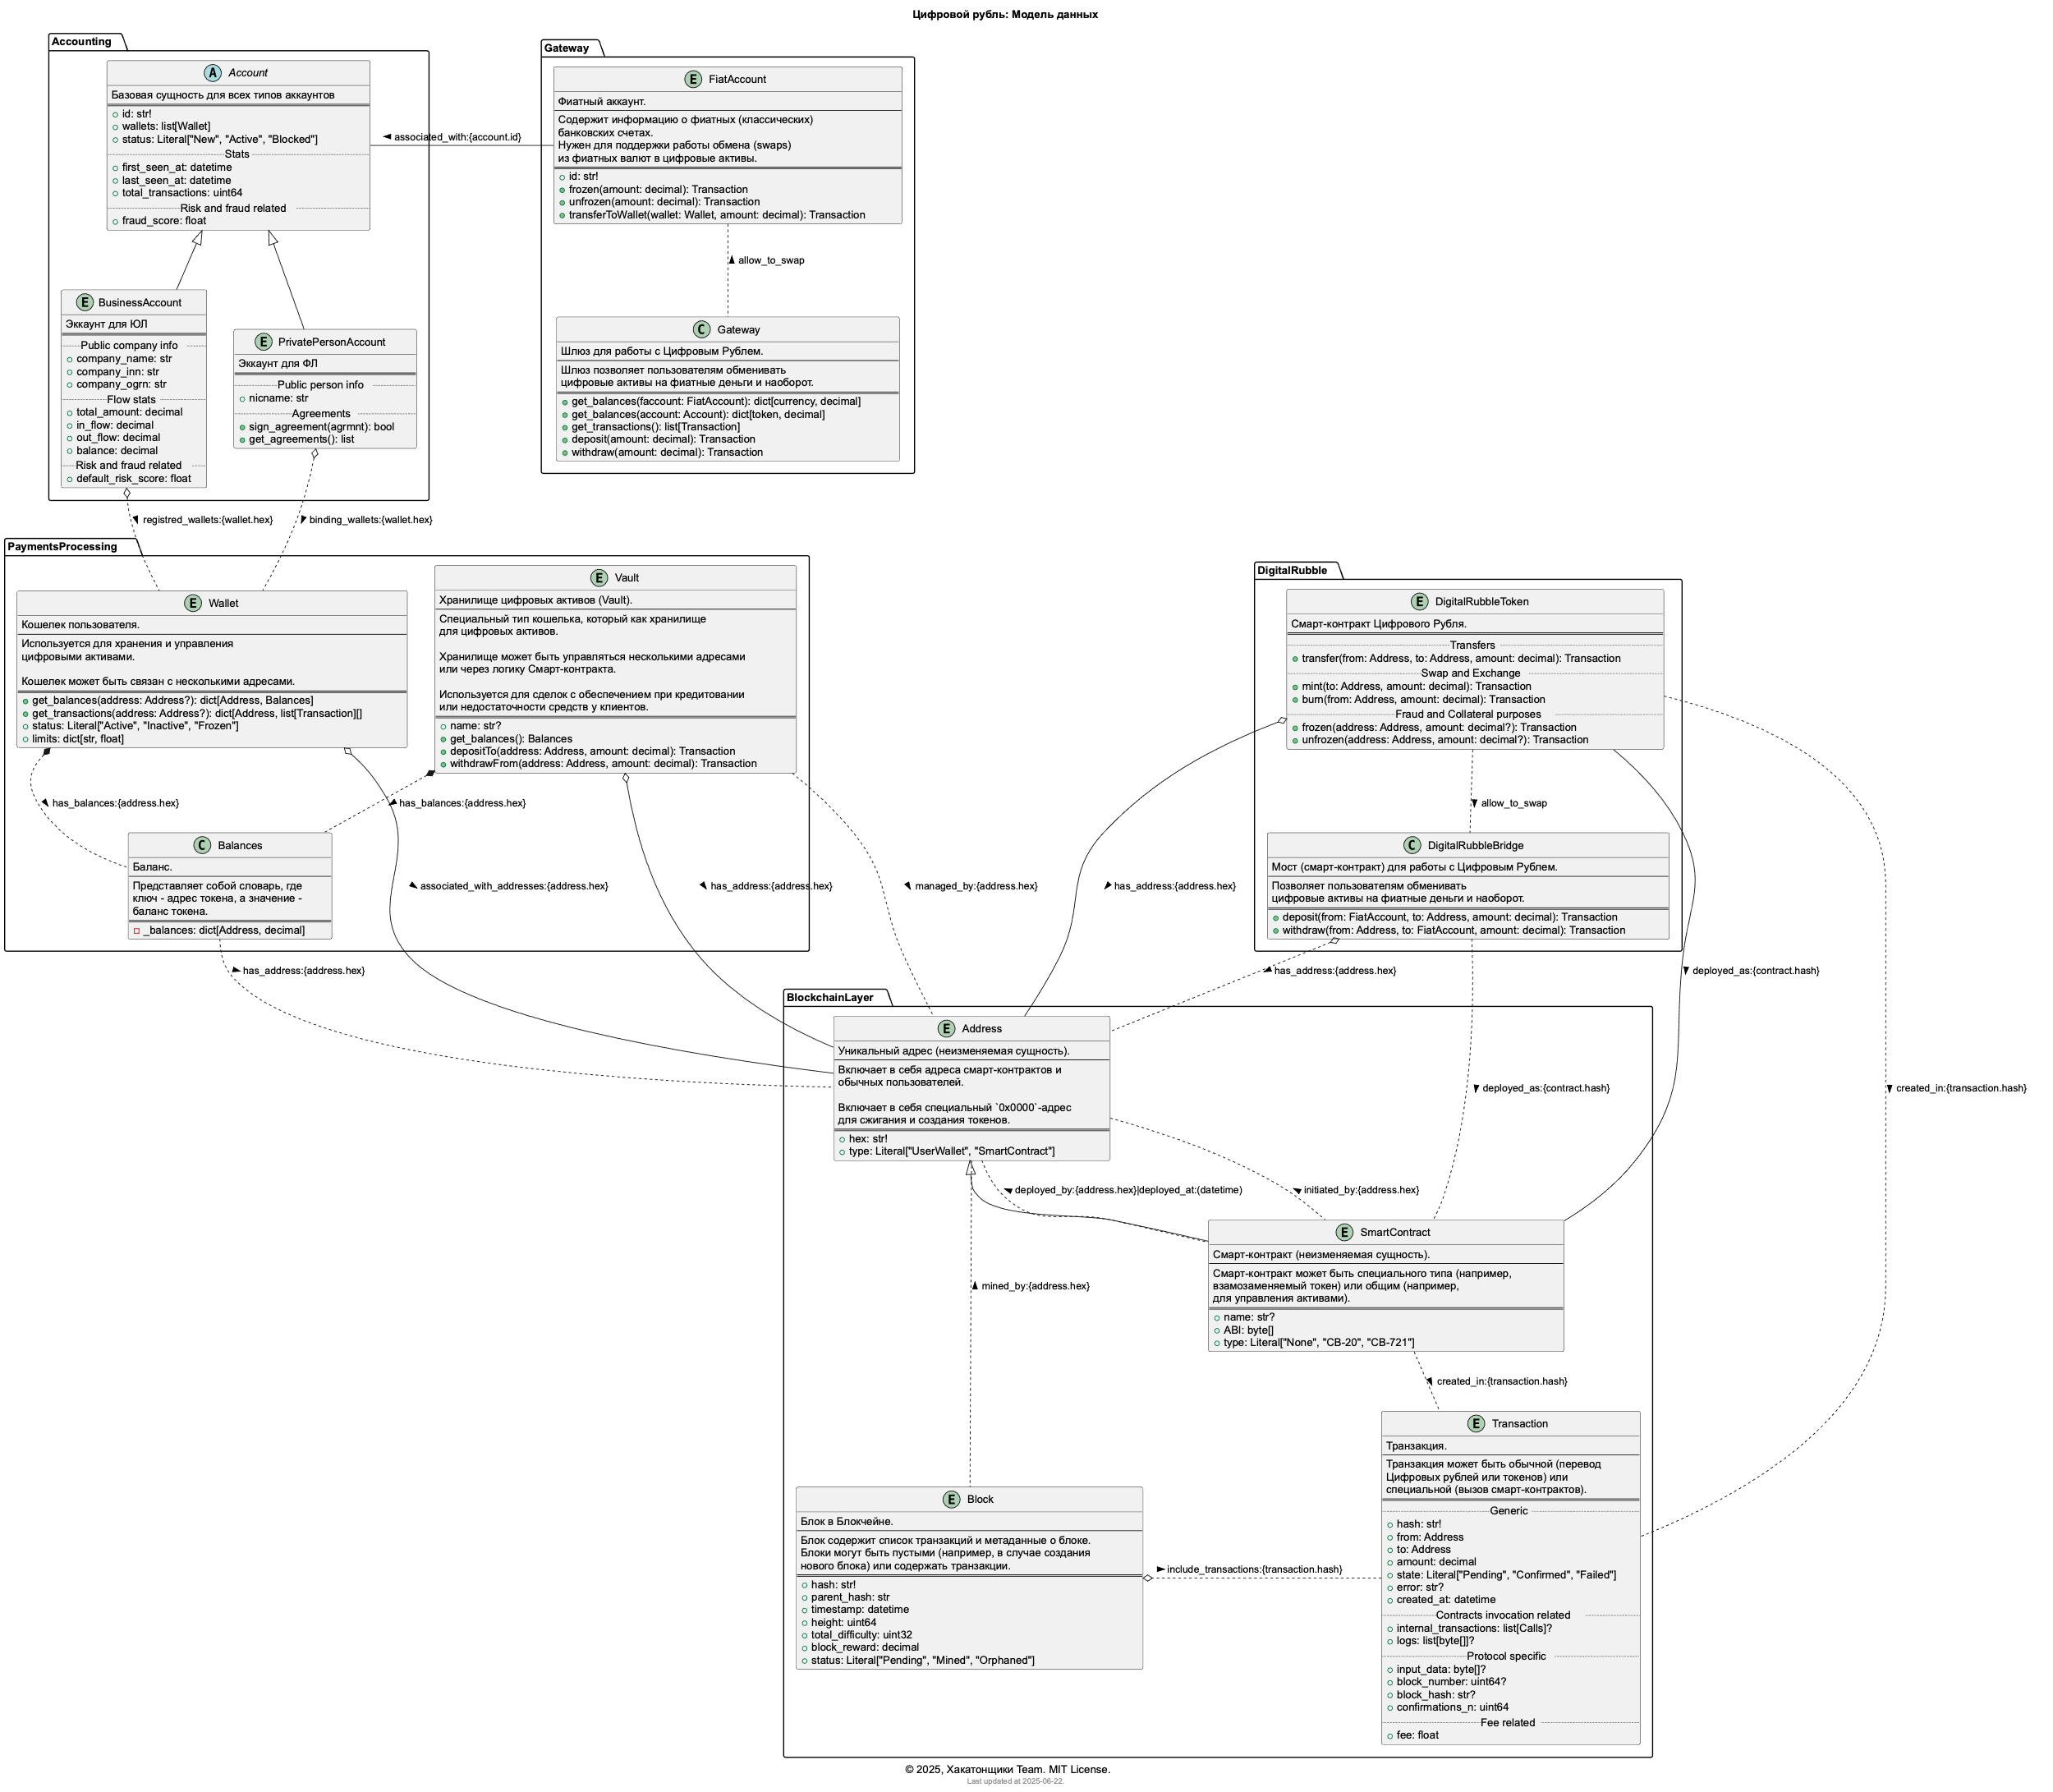 Цифровой рубль: Модель данных
Accounting
Account
Базовая сущность для всех типов аккаунтов
id: str!
wallets: list[Wallet]
status: Literal["New", "Active", "Blocked"]
Stats
first_seen_at: datetime
last_seen_at: datetime
total_transactions: uint64
Risk and fraud related
fraud_score: float
BusinessAccount
Эккаунт для ЮЛ
Public company info
company_name: str
company_inn: str
company_ogrn: str
Flow stats
total_amount: decimal
in_flow: decimal
out_flow: decimal
balance: decimal
Risk and fraud related
default_risk_score: float
PrivatePersonAccount
Эккаунт для ФЛ
Public person info
nicname: str
Agreements
sign_agreement(agrmnt): bool
get_agreements(): list
associated_with:{account.id}
Gateway
FiatAccount
Фиатный аккаунт.
Содержит информацию о фиатных (классических)
банковских счетах.
Нужен для поддержки работы обмена (swaps)
из фиатных валют в цифровые активы.
id: str!
frozen(amount: decimal): Transaction
unfrozen(amount: decimal): Transaction
transferToWallet(wallet: Wallet, amount: decimal): Transaction
allow_to_swap
Gateway
Шлюз для работы с Цифровым Рублем.
Шлюз позволяет пользователям обменивать
цифровые активы на фиатные деньги и наоборот.
get_balances(faccount: FiatAccount): dict[currency, decimal]
get_balances(account: Account): dict[token, decimal]
get_transactions(): list[Transaction]
deposit(amount: decimal): Transaction
withdraw(amount: decimal): Transaction
registred_wallets:{wallet.hex}
binding_wallets:{wallet.hex}
PaymentsProcessing
Wallet
Кошелек пользователя.
Используется для хранения и управления
цифровыми активами.
Кошелек может быть связан с несколькими адресами.
get_balances(address: Address?): dict[Address, Balances]
get_transactions(address: Address?): dict[Address, list[Transaction][]
status: Literal["Active", "Inactive", "Frozen"]
limits: dict[str, float]
Vault
Хранилище цифровых активов (Vault).
Специальный тип кошелька, который как хранилище
для цифровых активов.
Хранилище может быть управляться несколькими адресами
или через логику Смарт-контракта.
Используется для сделок с обеспечением при кредитовании
или недостаточности средств у клиентов.
name: str?
get_balances(): Balances
depositTo(address: Address, amount: decimal): Transaction
withdrawFrom(address: Address, amount: decimal): Transaction
has_balances:{address.hex}
has_balances:{address.hex}
Balances
Баланс.
Представляет собой словарь, где
ключ - адрес токена, а значение -
баланс токена.
_balances: dict[Address, decimal]
associated_with_addresses:{address.hex}
has_address:{address.hex}
managed_by:{address.hex}
has_address:{address.hex}
DigitalRubble
DigitalRubbleToken
Смарт-контракт Цифрового Рубля.
Transfers
transfer(from: Address, to: Address, amount: decimal): Transaction
Swap and Exchange
mint(to: Address, amount: decimal): Transaction
burn(from: Address, amount: decimal): Transaction
Fraud and Collateral purposes
frozen(address: Address, amount: decimal?): Transaction
unfrozen(address: Address, amount: decimal?): Transaction
allow_to_swap
DigitalRubbleBridge
Мост (смарт-контракт) для работы с Цифровым Рублем.
Позволяет пользователям обменивать
цифровые активы на фиатные деньги и наоборот.
deposit(from: FiatAccount, to: Address, amount: decimal): Transaction
withdraw(from: Address, to: FiatAccount, amount: decimal): Transaction
has_address:{address.hex}
has_address:{address.hex}
deployed_as:{contract.hash}
deployed_as:{contract.hash}
created_in:{transaction.hash}
BlockchainLayer
Address
Уникальный адрес (неизменяемая сущность).
Включает в себя адреса смарт-контрактов и
обычных пользователей.
Включает в себя специальный `0x0000`-адрес
для сжигания и создания токенов.
hex: str!
type: Literal["UserWallet", "SmartContract"]
deployed_by:{address.hex}|deployed_at:(datetime)
initiated_by:{address.hex}
SmartContract
Смарт-контракт (неизменяемая сущность).
Смарт-контракт может быть специального типа (например,
взамозаменяемый токен) или общим (например,
для управления активами).
name: str?
ABI: byte[]
type: Literal["None", "CB-20", "CB-721"]
mined_by:{address.hex}
created_in:{transaction.hash}
Transaction
Транзакция.
Транзакция может быть обычной (перевод
Цифровых рублей или токенов) или
специальной (вызов смарт-контрактов).
Generic
hash: str!
from: Address
to: Address
amount: decimal
state: Literal["Pending", "Confirmed", "Failed"]
error: str?
created_at: datetime
Contracts invocation related
internal_transactions: list[Calls]?
logs: list[byte[]]?
Protocol specific
input_data: byte[]?
block_number: uint64?
block_hash: str?
confirmations_n: uint64
Fee related
fee: float
Block
Блок в Блокчейне.
Блок содержит список транзакций и метаданные о блоке.
Блоки могут быть пустыми (например, в случае создания
нового блока) или содержать транзакции.
hash: str!
parent_hash: str
timestamp: datetime
height: uint64
total_difficulty: uint32
block_reward: decimal
status: Literal["Pending", "Mined", "Orphaned"]
include_transactions:{transaction.hash}
© 2025, Хакатонщики Team. MIT License.
Last updated at 2025-06-22.